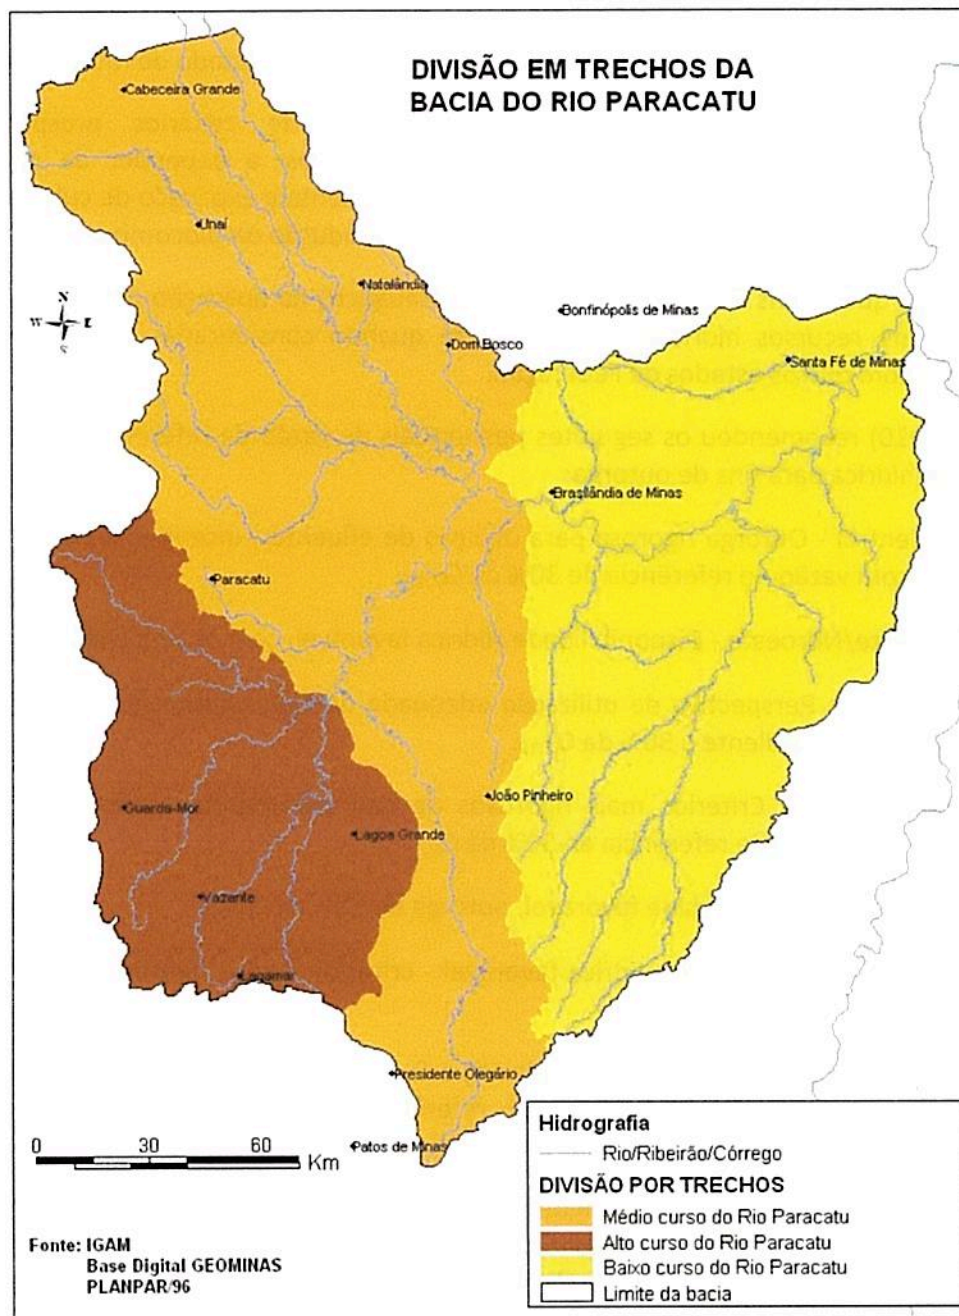 DIVISÃO EM TRECHOS DA
BACIA DO RIO PARACATU
Cabeceira Grande
Unaí
Natalândia
N
W E
S
Bonfinópolis de Minas
Dom Bosco
Santa Fé de Minas
Brasilândia de Minas
Paracatu
João Pinheiro
Guarda-Mor
Lagoa Grande
Vazante
Lagamar
Presidente Olegário
Patos de Minas
0 30 60
Km
Hidrografia
Rio/Ribeirão/Córrego
DIVISÃO POR TRECHOS
Médio curso do Rio Paracatu
Alto curso do Rio Paracatu
Baixo curso do Rio Paracatu
Limite da bacia
Fonte: IGAM
Base Digital GEOMINAS
PLANPAR/96